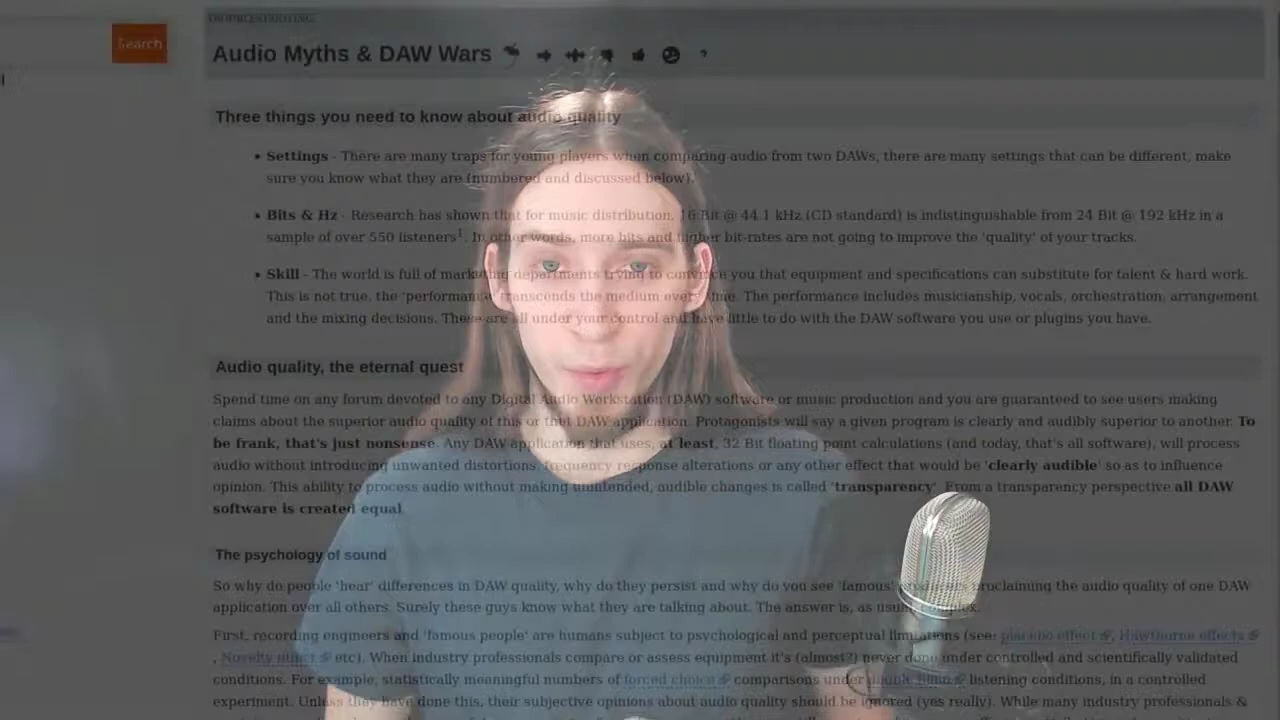 TROUBLESHOOTING
Search
Audio Myths & DAW Wars
Three things you need to know about audio quality
• Settings - There are many traps for young players when comparing audio from two DAWs, there are many settings that can be different, make
sure you know what they are (numbered and discussed below).
• Bits & Hz - Research has shown that for music distribution, 16 Bit @ 44.1 kHz (CD standard) is indistinguishable from 24 Bit @ 192 kHz in a
sample of over 550 listeners1. In other words, more bits and higher bit-rates are not going to improve the 'quality' of your tracks.
• Skill - The world is full of marketing departments trying to convince you that equipment and specifications can substitute for talent & hard work.
This is not true, the 'performance' transcends the medium every time. The performance includes musicianship, vocals, orchestration, arrangement
and the mixing decisions. There are all under your control and have little to do with the DAW software you use or plugins you have.
Audio quality, the eternal quest
Spend time on any forum devoted to any Digital Audio Workstation (DAW) software or music production and you are guaranteed to see users making
claims about the superior audio quality of this or that DAW application. Protagonists will say a given program is clearly and audibly superior to another. To
be frank, that's just nonsense. Any DAW application that uses, at least, 32 Bit floating point calculations (and today, that's all software), will process
audio without introducing unwanted distortions, frequency response alterations or any other effect that would be 'clearly audible' so as to influence
opinion. This ability to process audio without making unintended, audible changes is called 'transparency'. From a transparency perspective all DAW
software is created equal.
The psychology of sound
So why do people 'hear' differences in DAW quality, why do they persist and why do you see 'famous' producers proclaiming the audio quality of one DAW
application over all others. Surely these guys know what they are talking about. The answer is, as usual, complex.
First, recording engineers and 'famous people' are humans subject to psychological and perceptual limitations (see: placebo effect, Hawthorne effects
, Novelty effect etc). When industry professionals compare or assess equipment it's (almost?) never done under controlled and scientifically validated
conditions. For example, statistically meaningful numbers of forced choice comparisons under double blind listening conditions, in a controlled
experiment. Unless they have done this, their subjective opinions about audio quality should be ignored (yes really). While many industry professionals &